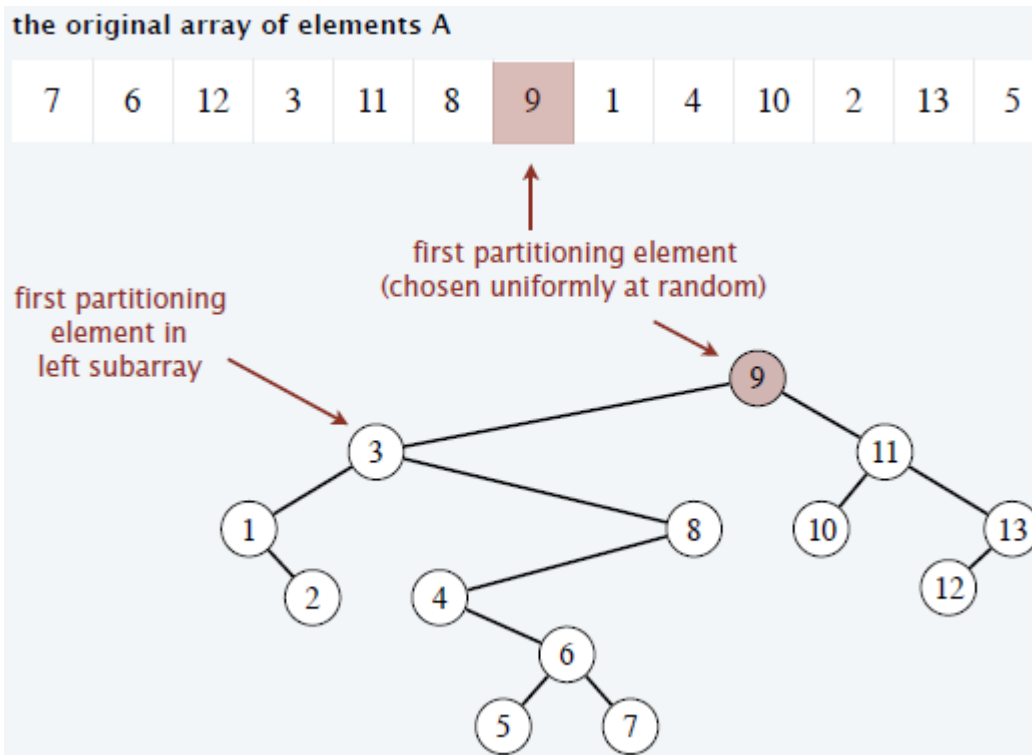 the original array of elements A
7 6 12 3 11 8 9 1 4 10 2 13 5
first partitioning element
(chosen uniformly at random)
first partitioning
element in
left subarray
9
3 11
1 8 10 13
2 4 12
6
5 7